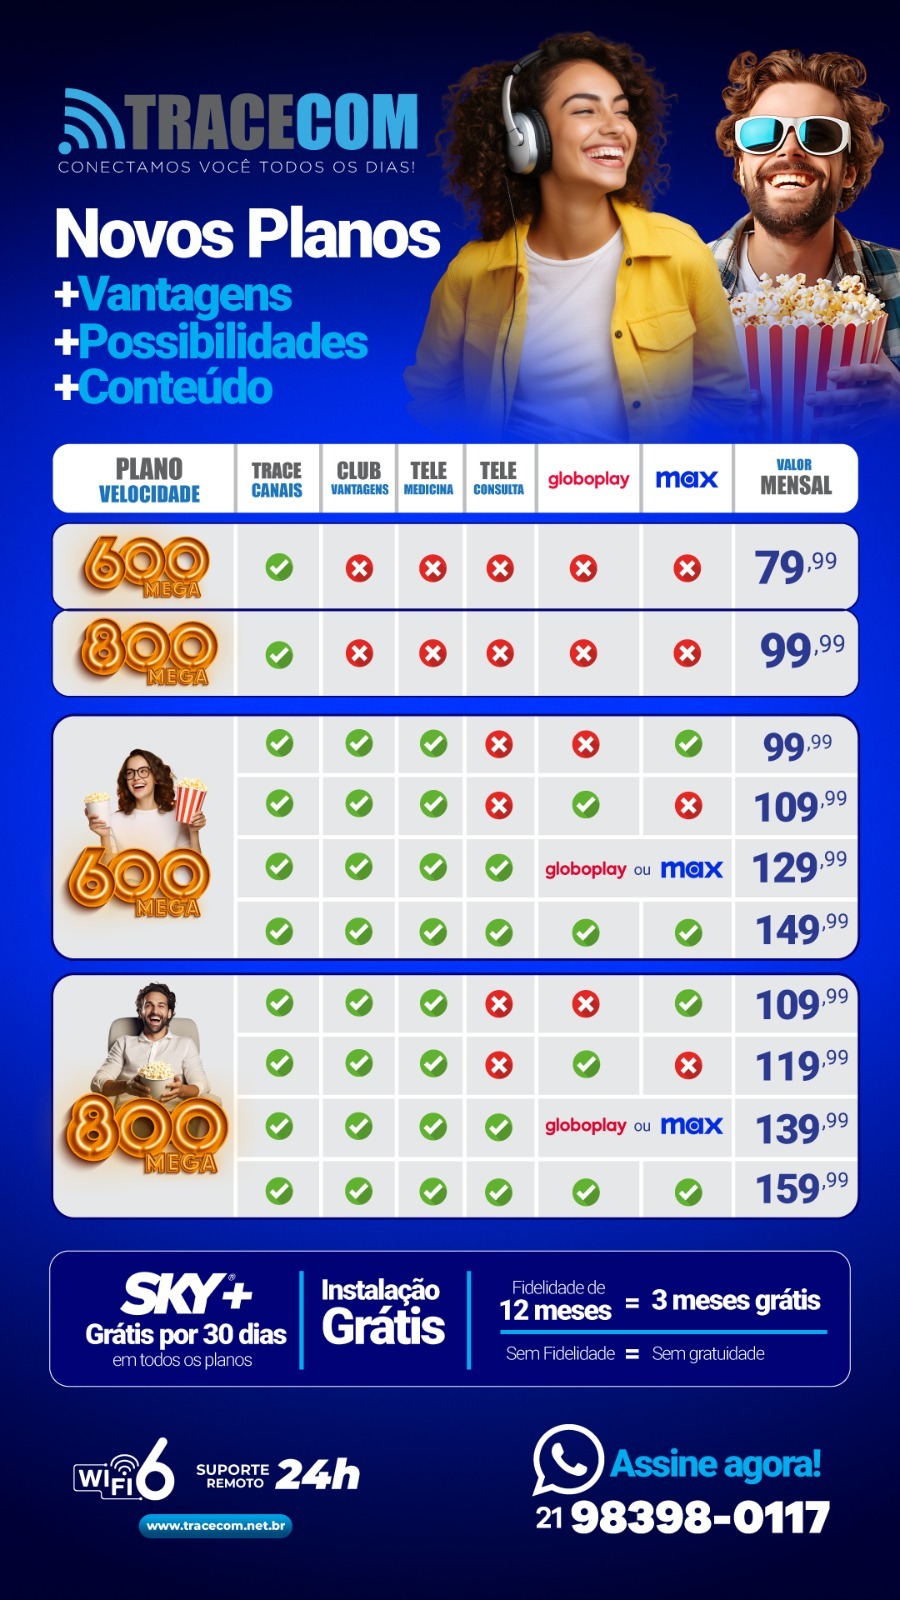 TRACECOM
CONECTAMOS VOCÊ TODOS OS DIAS!
Novos Planos
+Vantagens
+Possibilidades
+Conteúdo
PLANO VELOCIDADE
TRACE CANAIS
CLUB VANTAGENS
TELE MEDICINA
TELE CONSULTA
globoplay
max
VALOR MENSAL
600 MEGA
79,99
800 MEGA
99,99
600 MEGA
99,99
109,99
globoplay ou max 129,99
149,99
800 MEGA
109,99
119,99
globoplay ou max 139,99
159,99
SKY+
Grátis por 30 dias
em todos os planos
Instalação
Grátis
Fidelidade de
12 meses = 3 meses grátis
Sem Fidelidade = Sem gratuidade
WIFI 6
SUPORTE REMOTO 24h
www.tracecom.net.br
Assine agora!
21 98398-0117